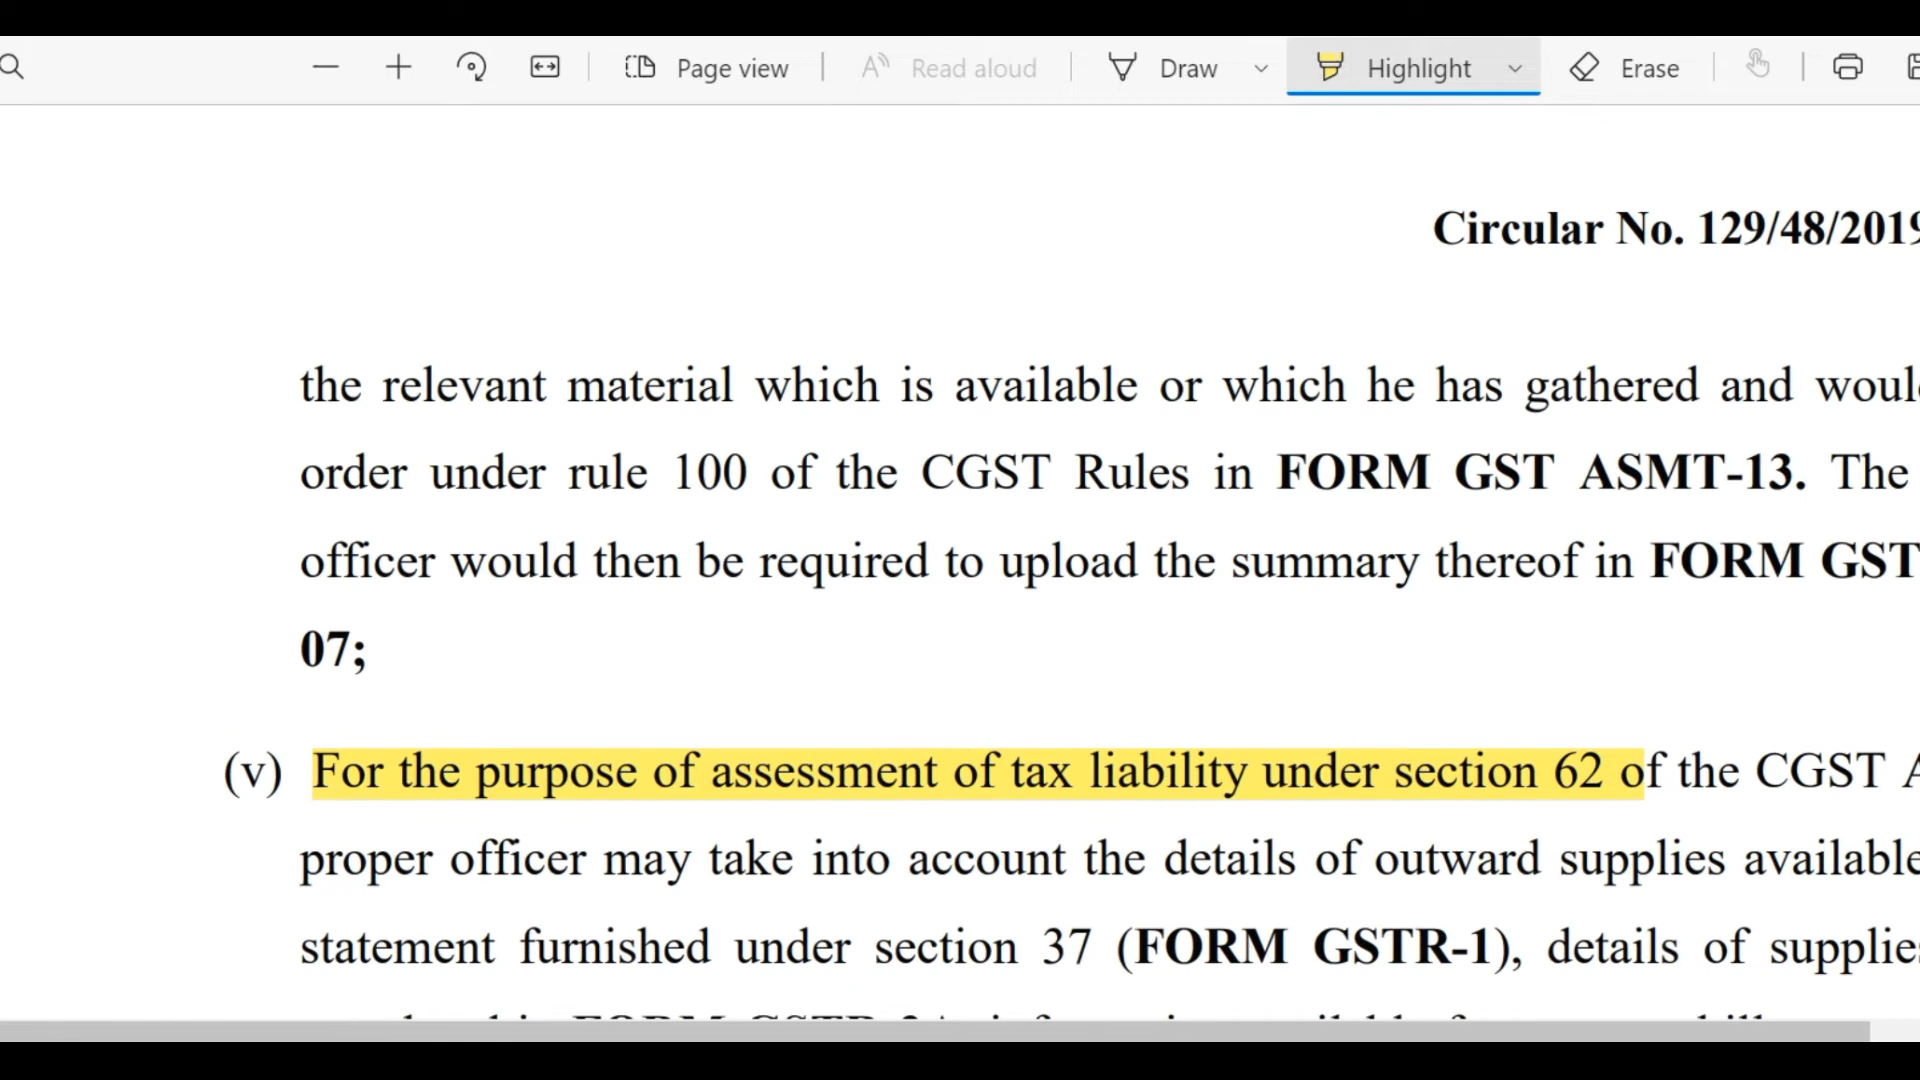 Page view Read aloud Draw Highlight Erase
Circular No. 129/48/2019
the relevant material which is available or which he has gathered and
order under rule 100 of the CGST Rules in FORM GST ASMT-13. The
officer would then be required to upload the summary thereof in FORM GST
07;
(v) For the purpose of assessment of tax liability under section 62 of the CGST
proper officer may take into account the details of outward supplies available
statement furnished under section 37 (FORM GSTR-1), details of supplies